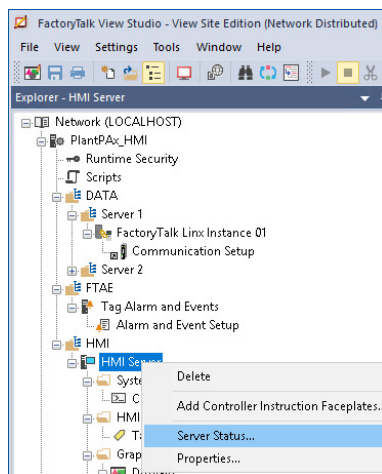 FactoryTalk View Studio - View Site Edition (Network Distributed)
File View Settings Tools Window Help
Explorer - HMI Server
Network (LOCALHOST)
PlantPAx_HMI
Runtime Security
Scripts
DATA
Server 1
FactoryTalk Linx Instance 01
Communication Setup
Server 2
FTAE
Tag Alarm and Events
Alarm and Event Setup
HMI
HMI Server
Delete
Add Controller Instruction Faceplates...
HMI
Server Status...
Properties...